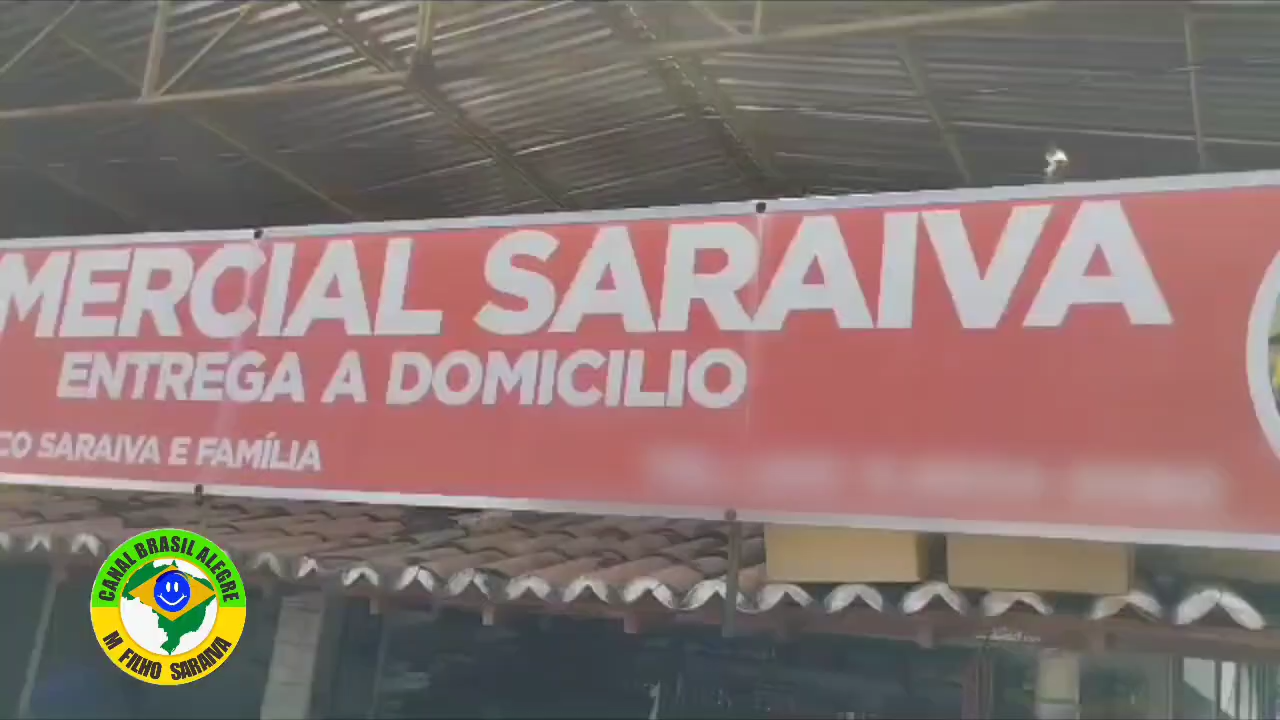 MERCIAL SARAIVA
ENTREGA A DOMICILIO
CO SARAIVA E FAMÍLIA
CANAL BRASIL ALEGRE
M FILHO SARAIVA